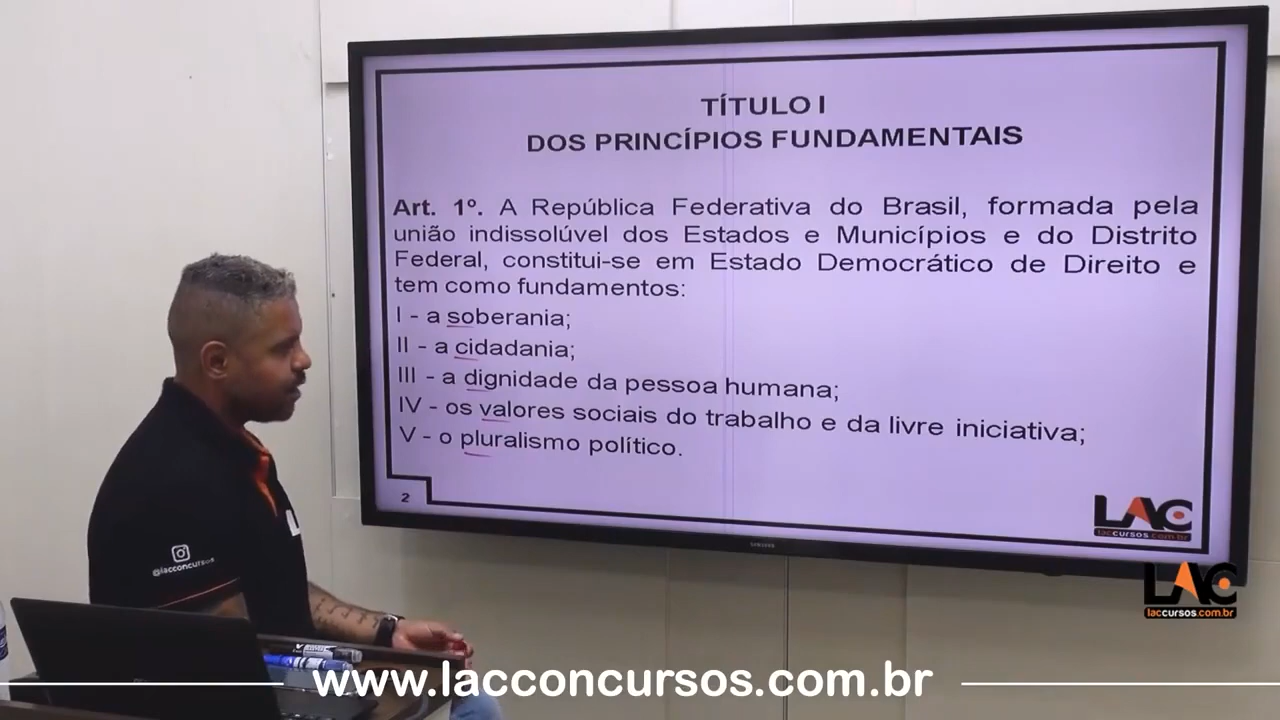 TÍTULO I
DOS PRINCÍPIOS FUNDAMENTAIS
Art. 1º. A República Federativa do Brasil, formada pela
união indissolúvel dos Estados e Municípios e do Distrito
Federal, constitui-se em Estado Democrático de Direito e
tem como fundamentos:
I - a soberania;
II - a cidadania;
III - a dignidade da pessoa humana;
IV - os valores sociais do trabalho e da livre iniciativa;
V - o pluralismo político.
2
LAC
laccursos.com.br
SAMSUNG
LAC
laccursos.com.br
@lacconcursos
www.lacconcursos.com.br